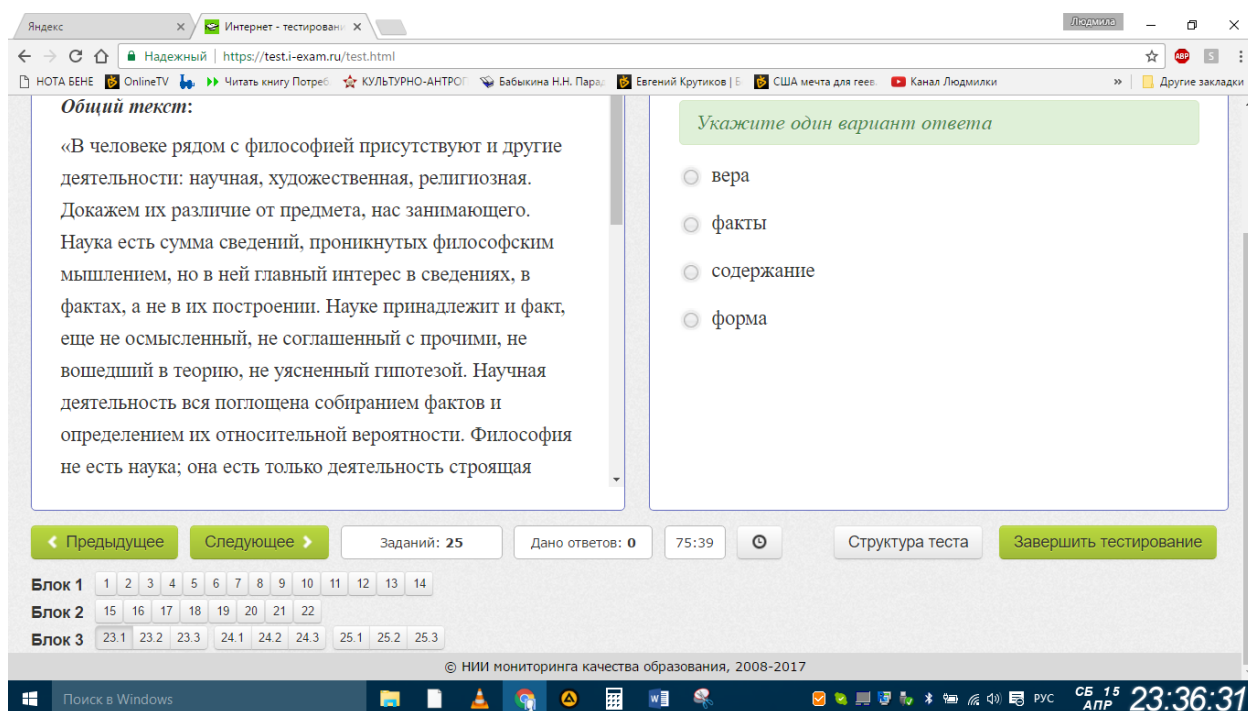 Яндекс
Интернет - тестировани
Людмила
Надежный https://test.i-exam.ru/test.html
ABP S
НОТА БЕНЕ OnlineTV Читать книгу Потреб КУЛЬТУРНО-АНТРОГ Бабыкина Н.Н. Парад Евгений Крутиков | Б США мечта для геев. Канал Людмилки » Другие закладки
Общий текст:
«В человеке рядом с философией присутствуют и другие
деятельности: научная, художественная, религиозная.
Докажем их различие от предмета, нас занимающего.
Наука есть сумма сведений, проникнутых философским
мышлением, но в ней главный интерес в сведениях, в
фактах, а не в их построении. Науке принадлежит и факт,
еще не осмысленный, не соглашенный с прочими, не
вошедший в теорию, не уясненный гипотезой. Научная
деятельность вся поглощена собиранием фактов и
определением их относительной вероятности. Философия
не есть наука; она есть только деятельность строящая
Укажите один вариант ответа
вера
факты
содержание
форма
Предыдущее Следующее Заданий: 25 Дано ответов: 0 75:39 Структура теста Завершить тестирование
Блок 1 1 2 3 4 5 6 7 8 9 10 11 12 13 14
Блок 2 15 16 17 18 19 20 21 22
Блок 3 23.1 23.2 23.3 24.1 24.2 24.3 25.1 25.2 25.3
© НИИ мониторинга качества образования, 2008-2017
Поиск в Windows РУС СБ 15 АПР 23:36:31